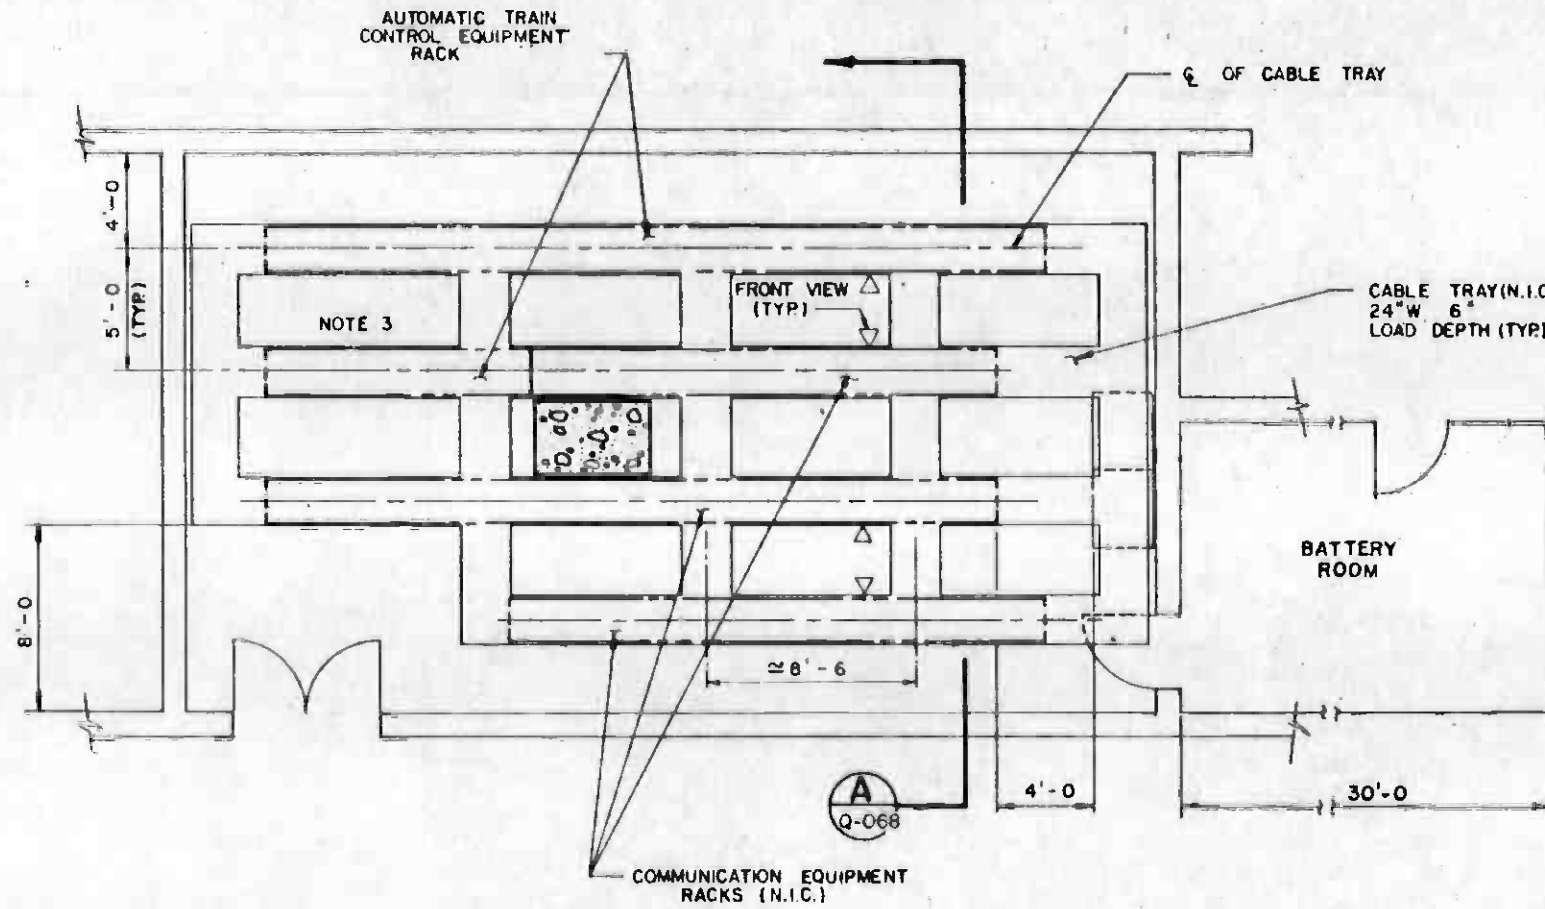 AUTOMATIC TRAIN
CONTROL EQUIPMENT
RACK
℄ OF CABLE TRAY
4'-0
5'-0
(TYP.)
NOTE 3
FRONT VIEW
(TYP.)
CABLE TRAY (N.I.C
24"W 6"
LOAD DEPTH (TYP.)
BATTERY
ROOM
8'-0
≃8'-6
A
Q-068
4'-0
30'-0
COMMUNICATION EQUIPMENT
RACKS (N.I.C.)